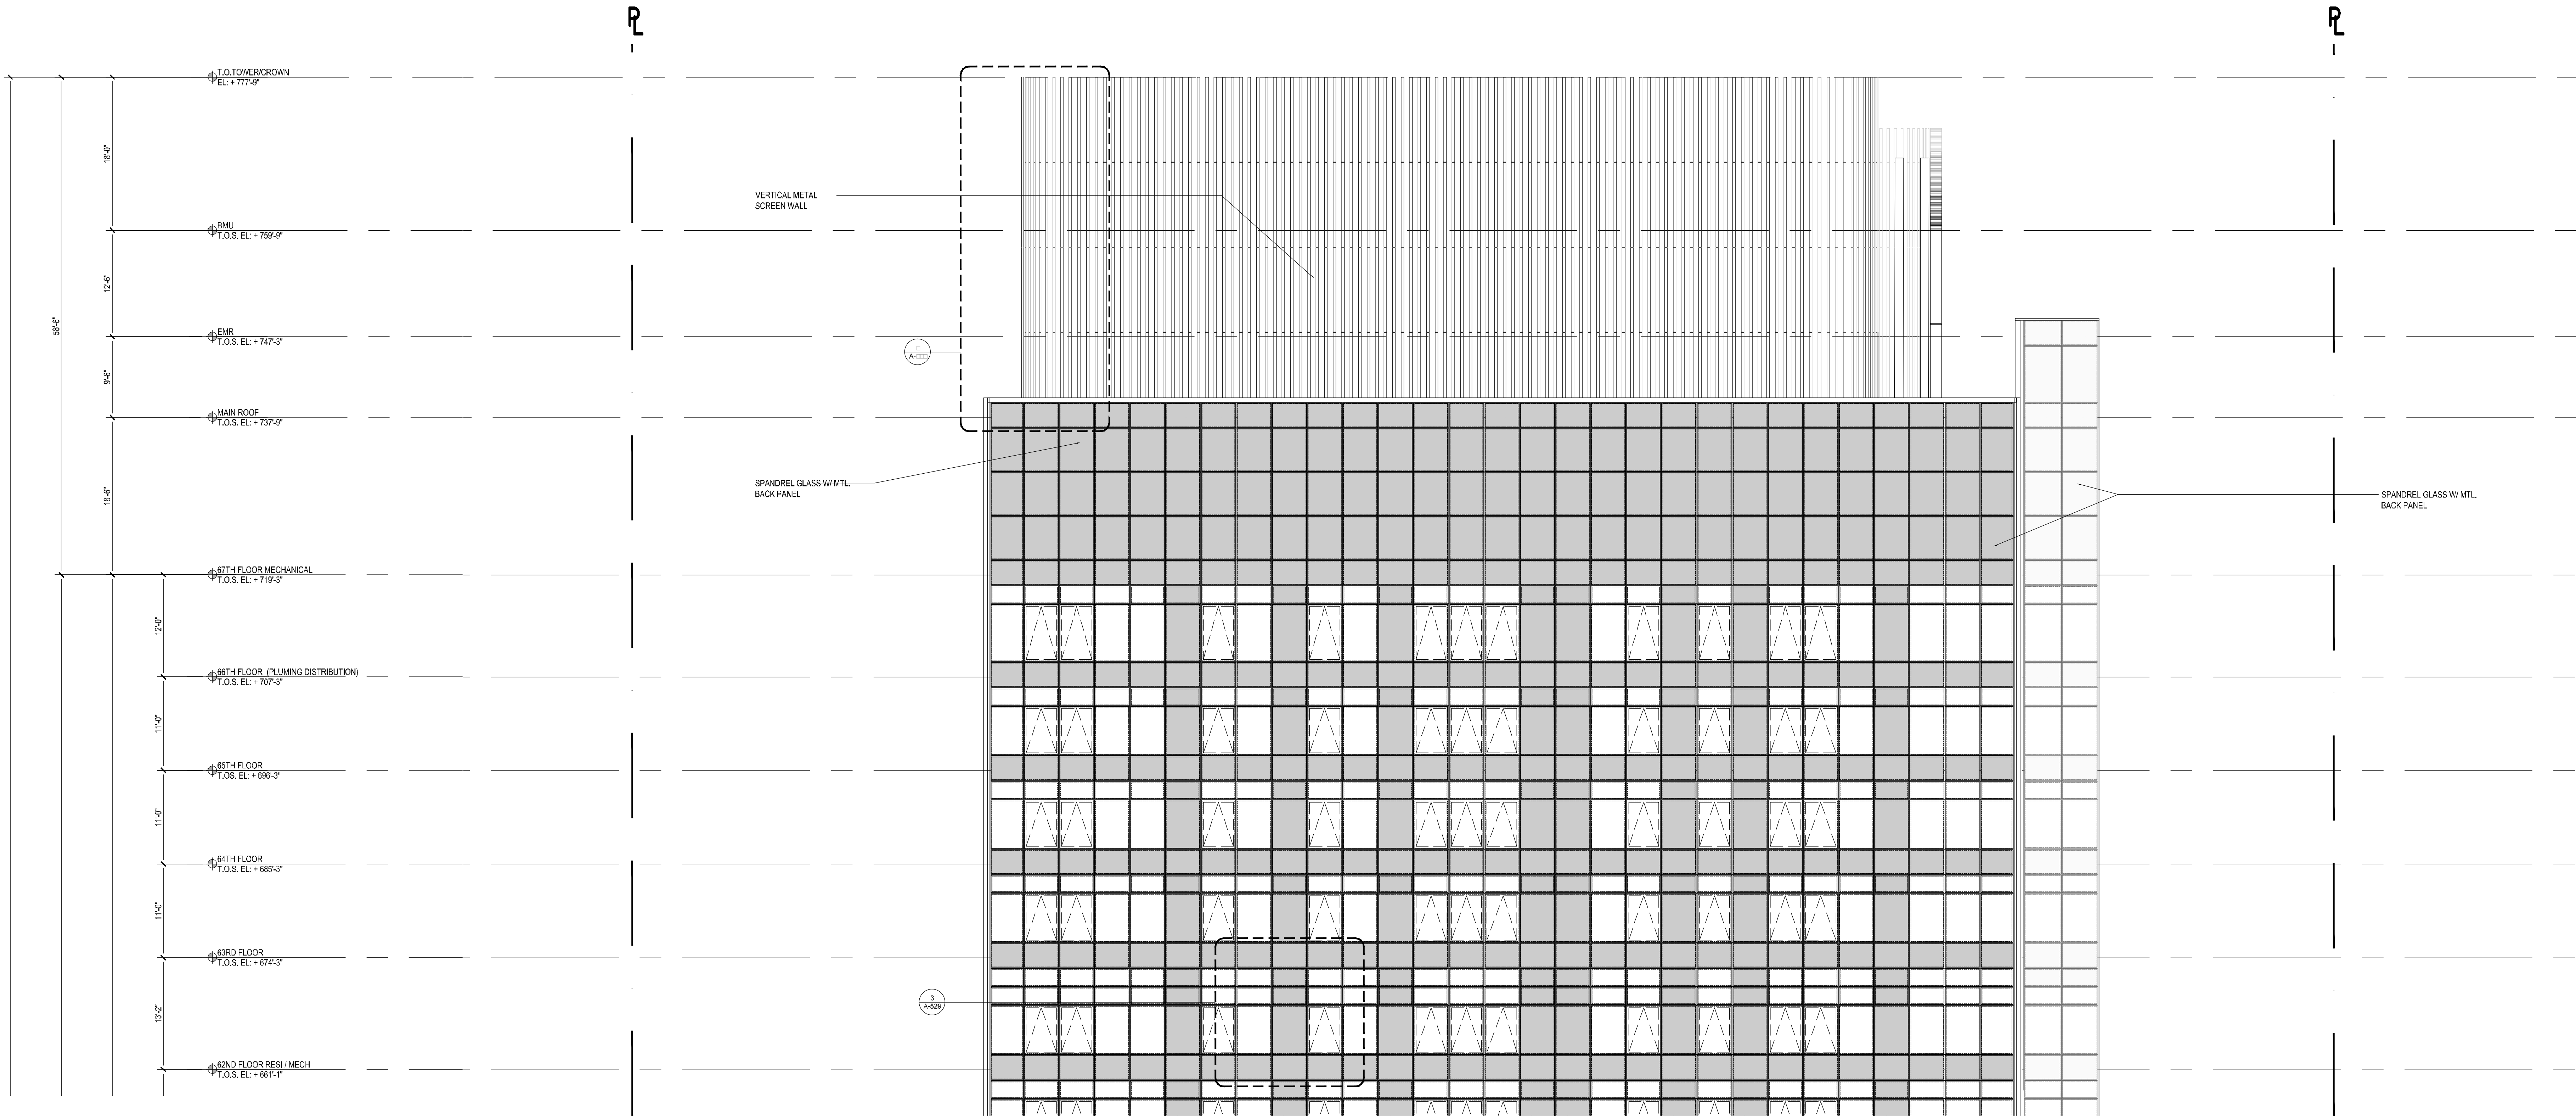 PL
PL
T.O.TOWER/CROWN
EL: + 777'-9"
18'-0"
VERTICAL METAL
SCREEN WALL
BMU
T.O.S. EL: + 759'-9"
12'-6"
58'-6"
EMR
T.O.S. EL: + 747'-3"
A-□□□
9'-6"
MAIN ROOF
T.O.S. EL: + 737'-9"
18'-6"
SPANDREL GLASS W/ MTL.
BACK PANEL
SPANDREL GLASS W/ MTL.
BACK PANEL
67TH FLOOR MECHANICAL
T.O.S. EL: + 719'-3"
12'-0"
66TH FLOOR (PLUMING DISTRIBUTION)
T.O.S. EL: + 707'-3"
11'-0"
65TH FLOOR
T.OS. EL: + 696'-3"
11'-0"
64TH FLOOR
T.O.S. EL: + 685'-3"
11'-0"
63RD FLOOR
T.O.S. EL: + 674'-3"
3
A-529
13'-2"
62ND FLOOR RESI / MECH
T.O.S. EL: + 661'-1"